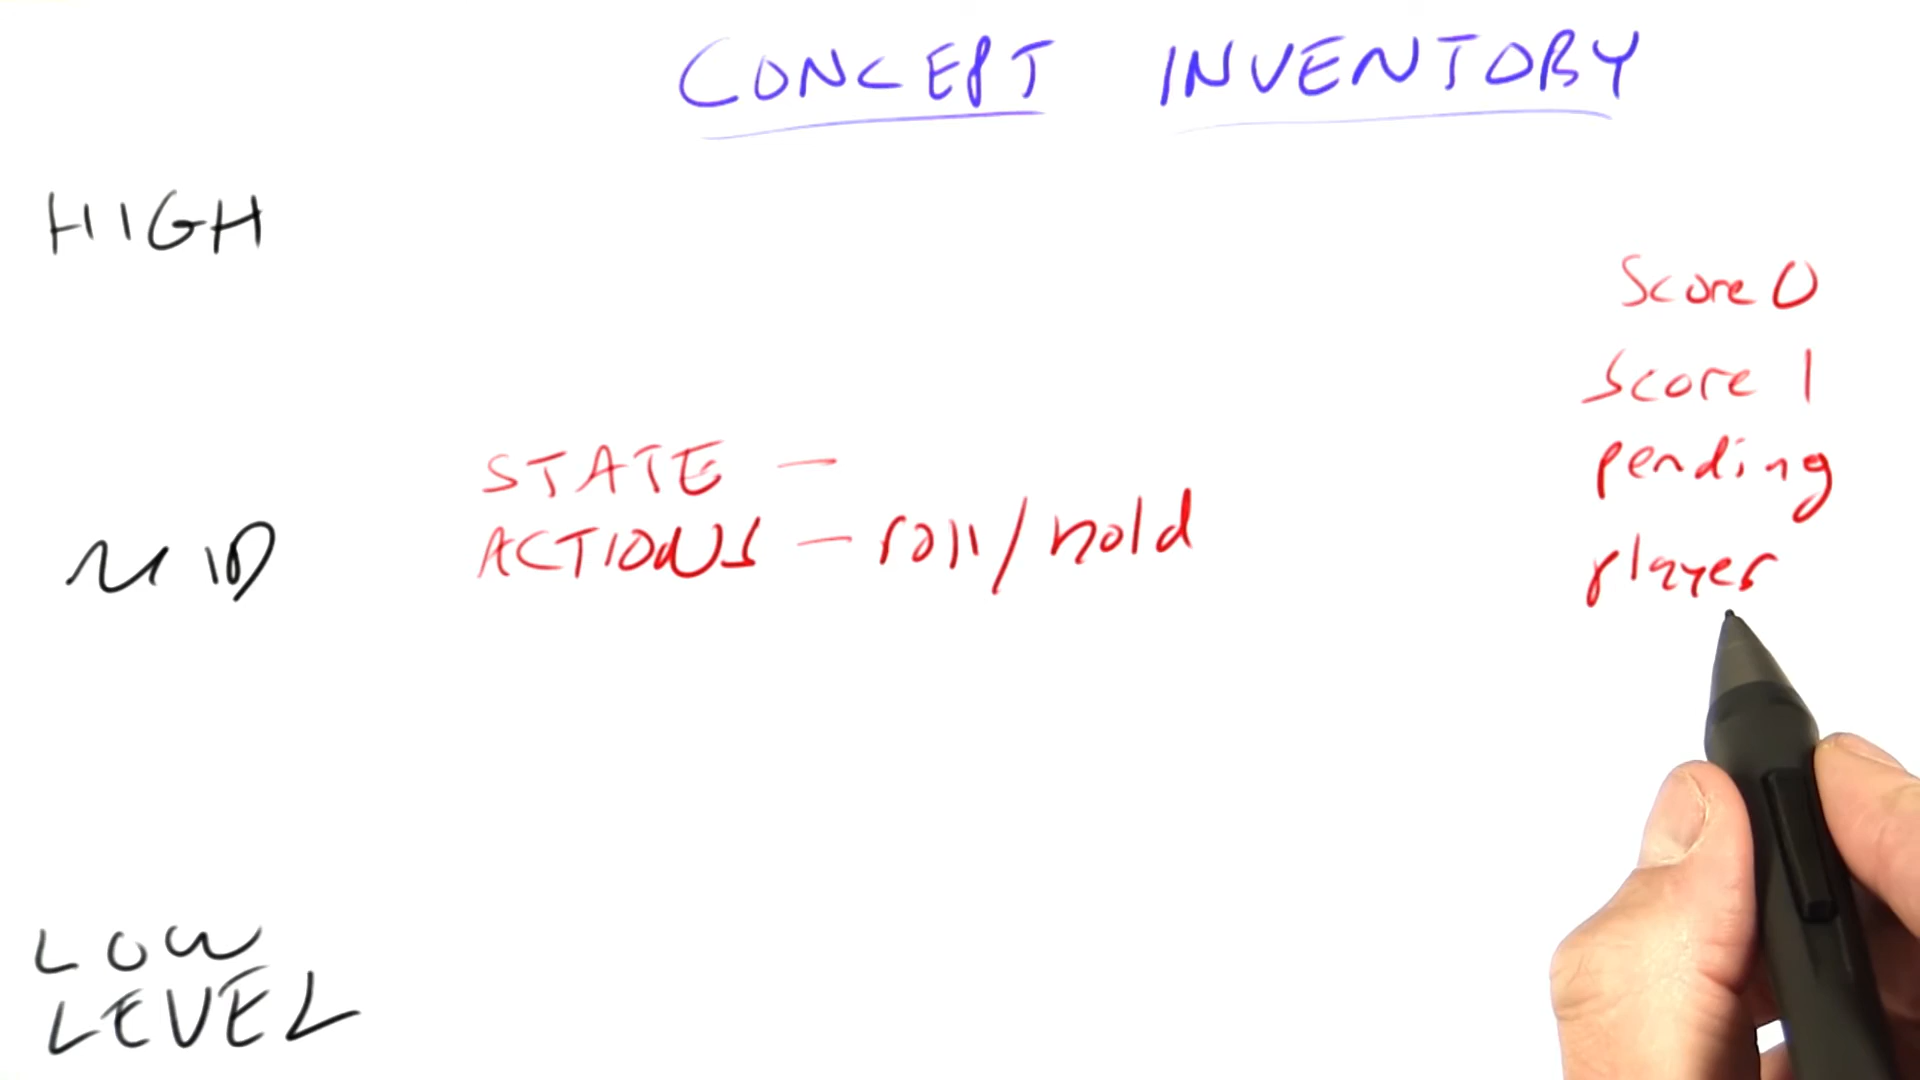 CONCEPT INVENTORY
HIGH
Score 0
Score 1
STATE —
pending
ACTIONS — roll/hold
MID
player
LOW
LEVEL